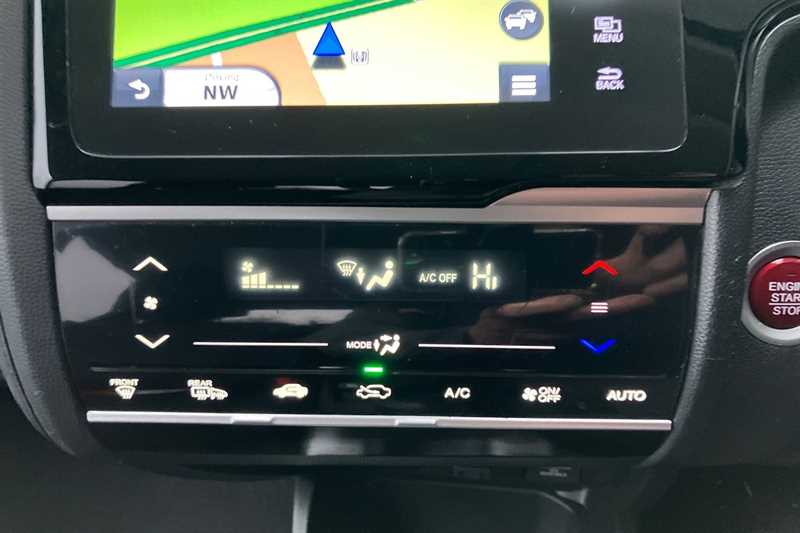 MENU
BACK
Driving
NW
A/C OFF Hi
MODE
ENGINE
START
STOP
FRONT
REAR
A/C
ON/
OFF
AUTO